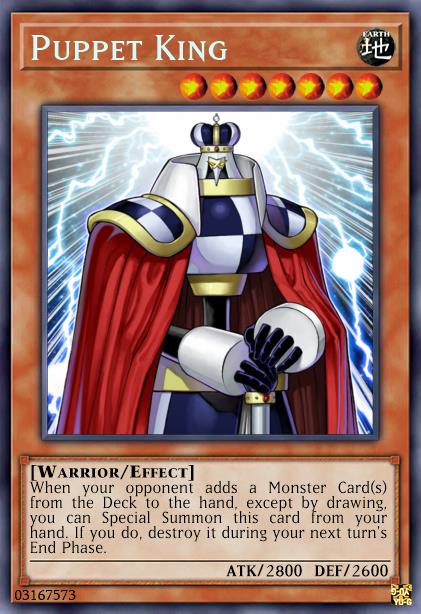 Puppet King
EARTH
地
[Warrior/Effect]
When your opponent adds a Monster Card(s)
from the Deck to the hand, except by drawing,
you can Special Summon this card from your
hand. If you do, destroy it during your next turn's
End Phase.
ATK/2800 DEF/2600
03167573